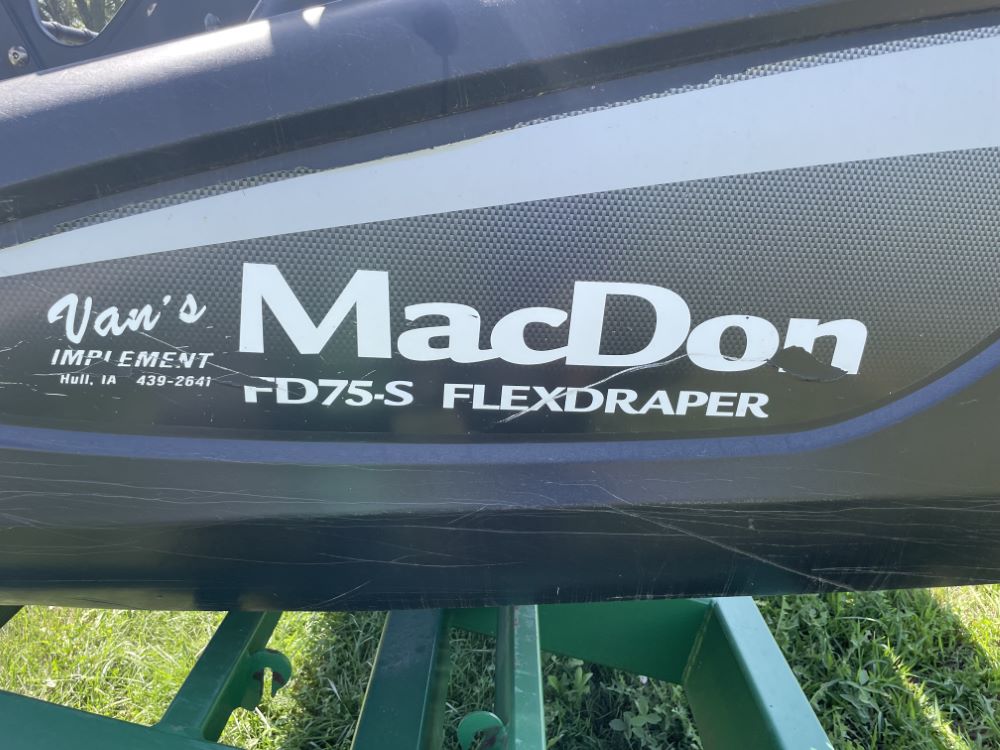 Van's
IMPLEMENT
Hull, IA 439-2641
MacDon
FD75-S FLEXDRAPER